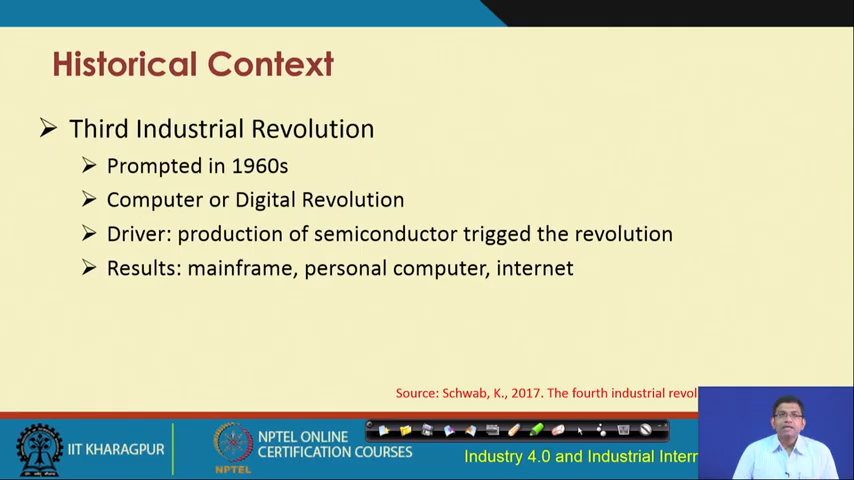 Historical Context
Third Industrial Revolution
Prompted in 1960s
Computer or Digital Revolution
Driver: production of semiconductor trigged the revolution
Results: mainframe, personal computer, internet
Source: Schwab, K., 2017. The fourth industrial revol
IIT KHARAGPUR
NPTEL
NPTEL ONLINE
CERTIFICATION COURSES
Industry 4.0 and Industrial Intern